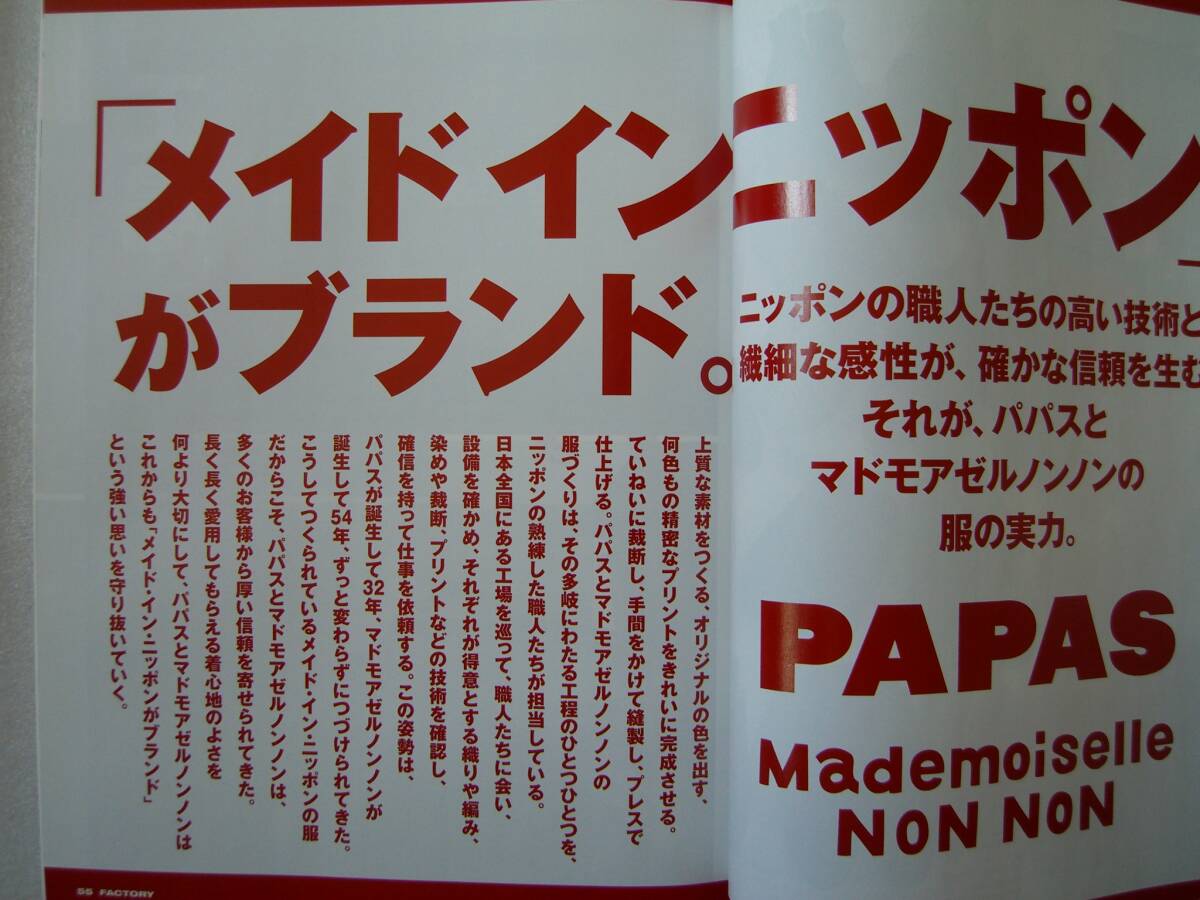 「メイド イン ニッポン」
がブランド。
ニッポンの職人たちの高い技術と
繊細な感性が、確かな信頼を生む
それが、パパスと
マドモアゼルノンノンの
服の実力。
PAPAS
Mademoiselle
NON NON
上質な素材をつくる、オリジナルの色を出す、
何色もの精密なプリントをきれいに完成させる。
ていねいに裁断し、手間をかけて縫製し、プレスで
仕上げる。パパスとマドモアゼルノンノンの
服づくりは、その多岐にわたる工程のひとつひとつを、
ニッポンの熟練した職人たちが担当している。
日本全国にある工場を巡って、職人たちに会い、
設備を確かめ、それぞれが得意とする織りや編み、
染めや裁断、プリントなどの技術を確認し、
確信を持って仕事を依頼する。この姿勢は、
パパスが誕生して32年、マドモアゼルノンノンが
誕生して54年、ずっと変わらずにつづけられてきた。
こうしてつくられているメイド・イン・ニッポンの服
だからこそ、パパスとマドモアゼルノンノンは、
多くのお客様から厚い信頼を寄せられてきた。
長く長く愛用してもらえる着心地のよさを
何より大切にして、パパスとマドモアゼルノンノンは
これからも「メイド・イン・ニッポンがブランド」
という強い思いを守り抜いていく。
55 FACTORY